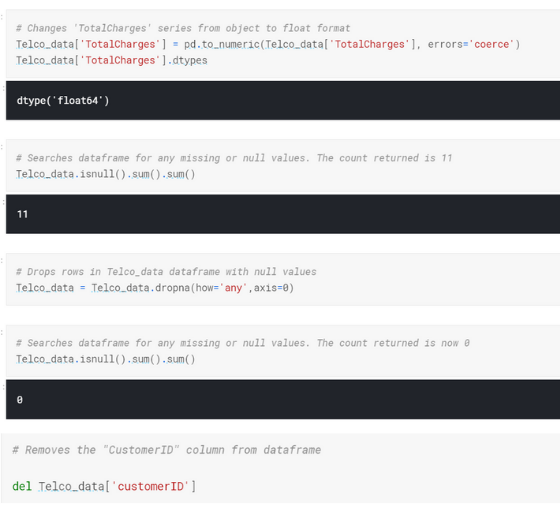 # Changes 'TotalCharges' series from object to float format
Telco_data['TotalCharges'] = pd.to_numeric(Telco_data['TotalCharges'], errors='coerce')
Telco_data['TotalCharges'].dtypes
dtype('float64')
# Searches dataframe for any missing or null values. The count returned is 11
Telco_data.isnull().sum().sum()
11
# Drops rows in Telco_data dataframe with null values
Telco_data = Telco_data.dropna(how='any',axis=0)
# Searches dataframe for any missing or null values. The count returned is now 0
Telco_data.isnull().sum().sum()
0
# Removes the "CustomerID" column from dataframe
del Telco_data['customerID']